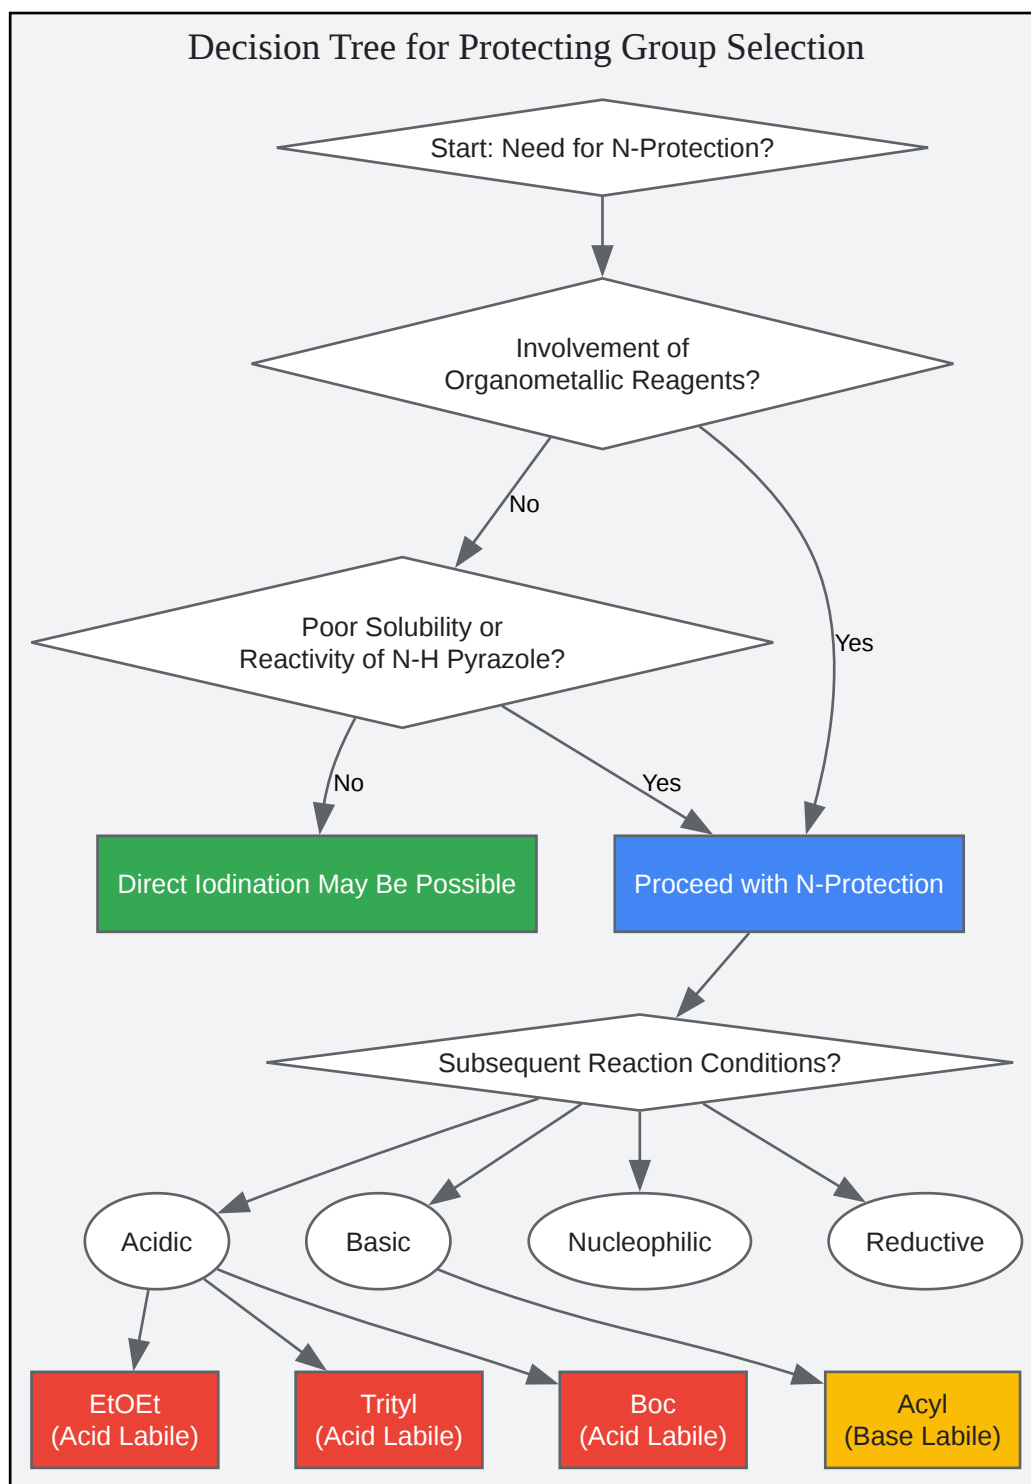 Decision Tree for Protecting Group Selection
Start: Need for N-Protection?
Involvement of
Organometallic Reagents?
No
Poor Solubility or
Reactivity of N-H Pyrazole?
Yes
No
Yes
Direct Iodination May Be Possible
Proceed with N-Protection
Subsequent Reaction Conditions?
Acidic
Basic
Nucleophilic
Reductive
EtOEt
(Acid Labile)
Trityl
(Acid Labile)
Boc
(Acid Labile)
Acyl
(Base Labile)